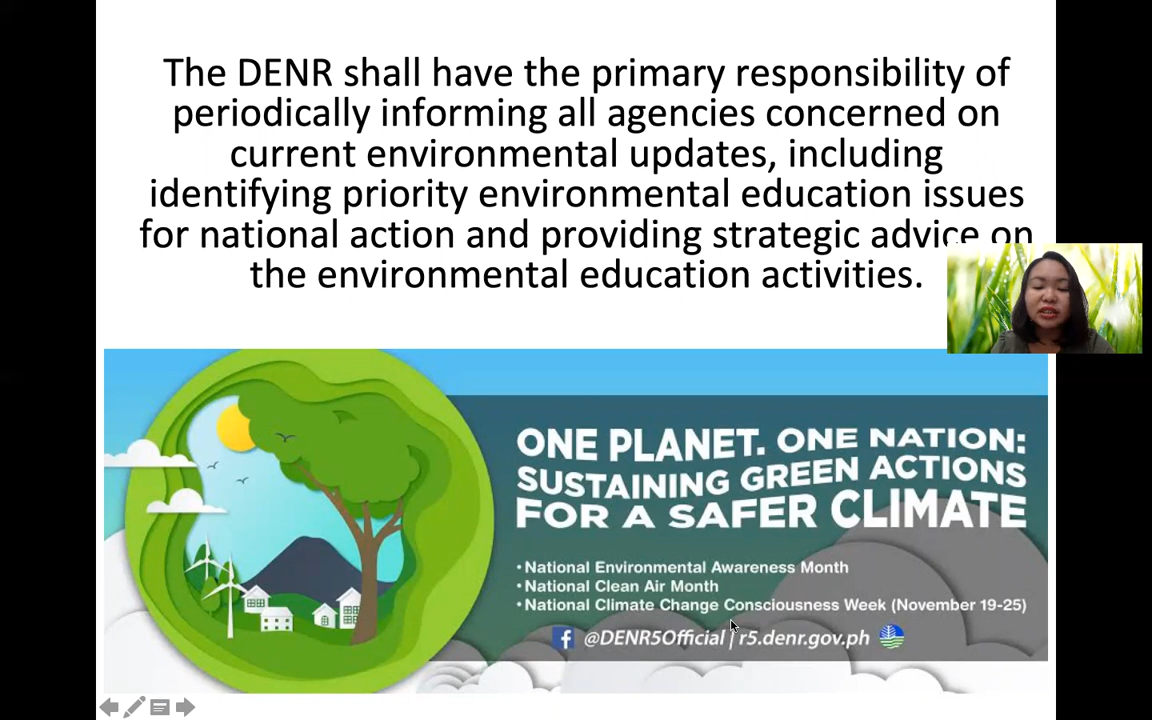 The DENR shall have the primary responsibility of
periodically informing all agencies concerned on
current environmental updates, including
identifying priority environmental education issues
for national action and providing strategic advice on
the environmental education activities.
ONE PLANET. ONE NATION:
SUSTAINING GREEN ACTIONS
FOR A SAFER CLIMATE
• National Environmental Awareness Month
• National Clean Air Month
• National Climate Change Consciousness Week (November 19-25)
f @DENR5Official | r5.denr.gov.ph